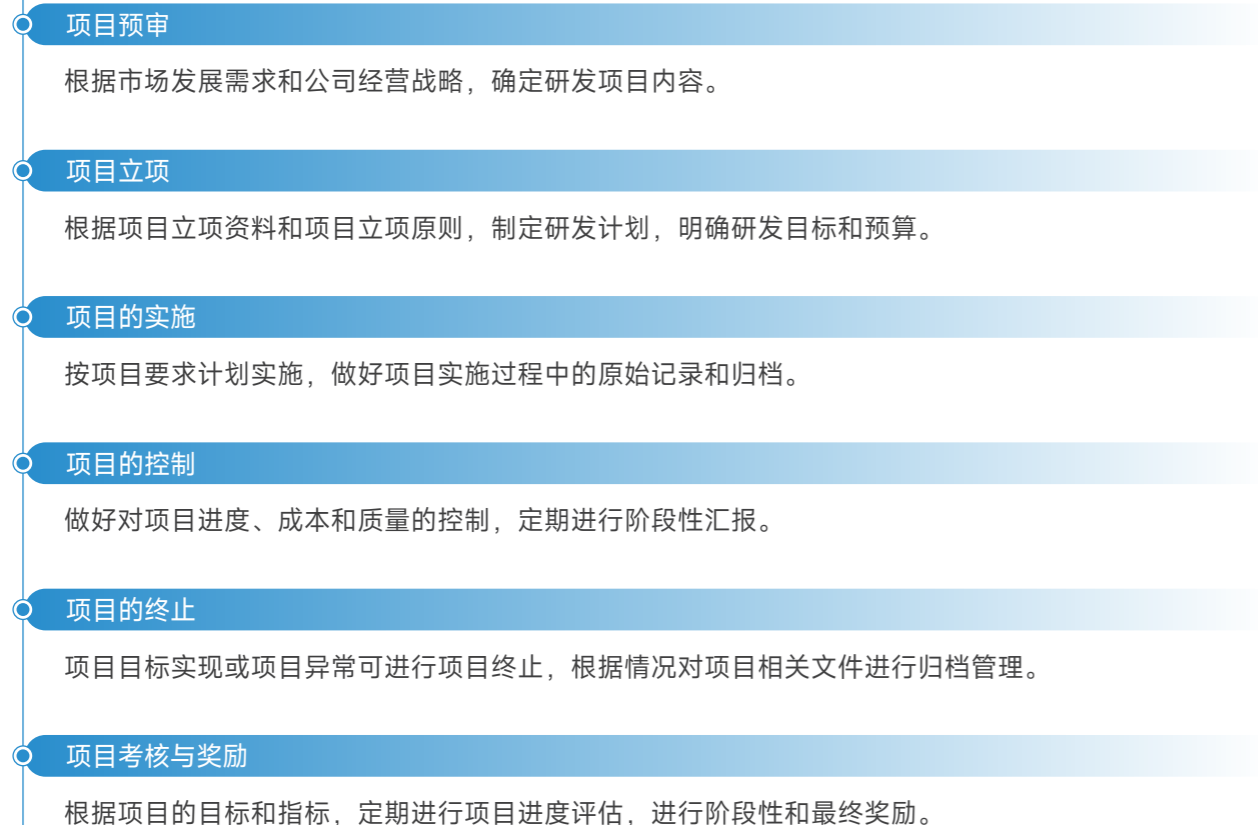 项目预审
根据市场发展需求和公司经营战略，确定研发项目内容。
项目立项
根据项目立项资料和项目立项原则，制定研发计划，明确研发目标和预算。
项目的实施
按项目要求计划实施，做好项目实施过程中的原始记录和归档。
项目的控制
做好对项目进度、成本和质量的控制，定期进行阶段性汇报。
项目的终止
项目目标实现或项目异常可进行项目终止，根据情况对项目相关文件进行归档管理。
项目考核与奖励
根据项目的目标和指标，定期进行项目进度评估，进行阶段性和最终奖励。